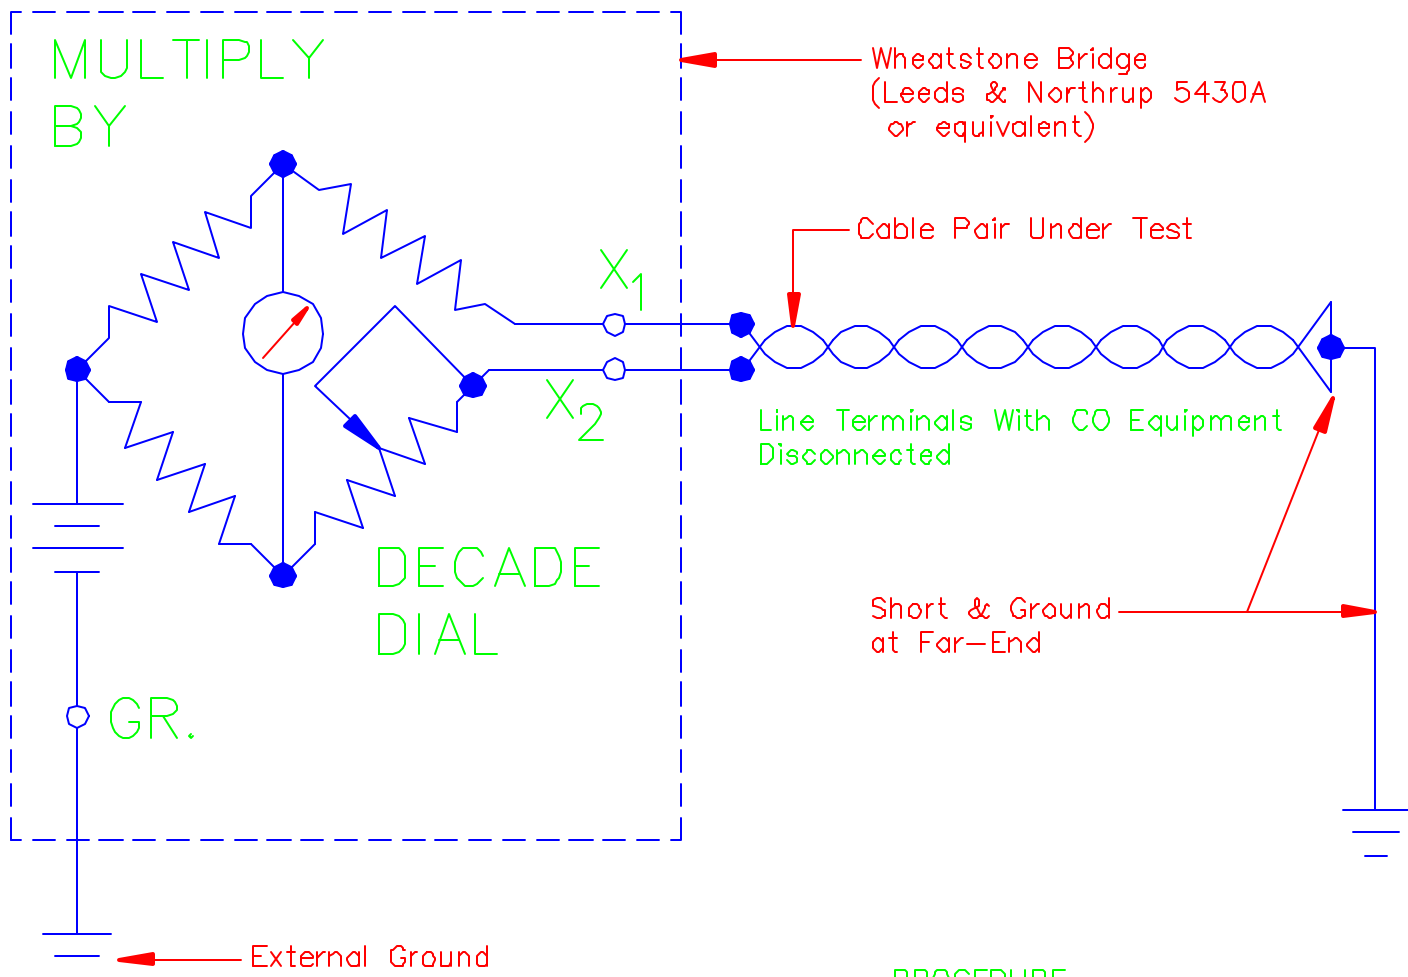 MULTIPLY
BY
Wheatstone Bridge
(Leeds & Northrup 5430A
or equivalent)
Cable Pair Under Test
X1
X2
Line Terminals With CO Equipment
Disconnected
DECADE
DIAL
Short & Ground
at Far-End
GR.
External Ground
PROCEDURE